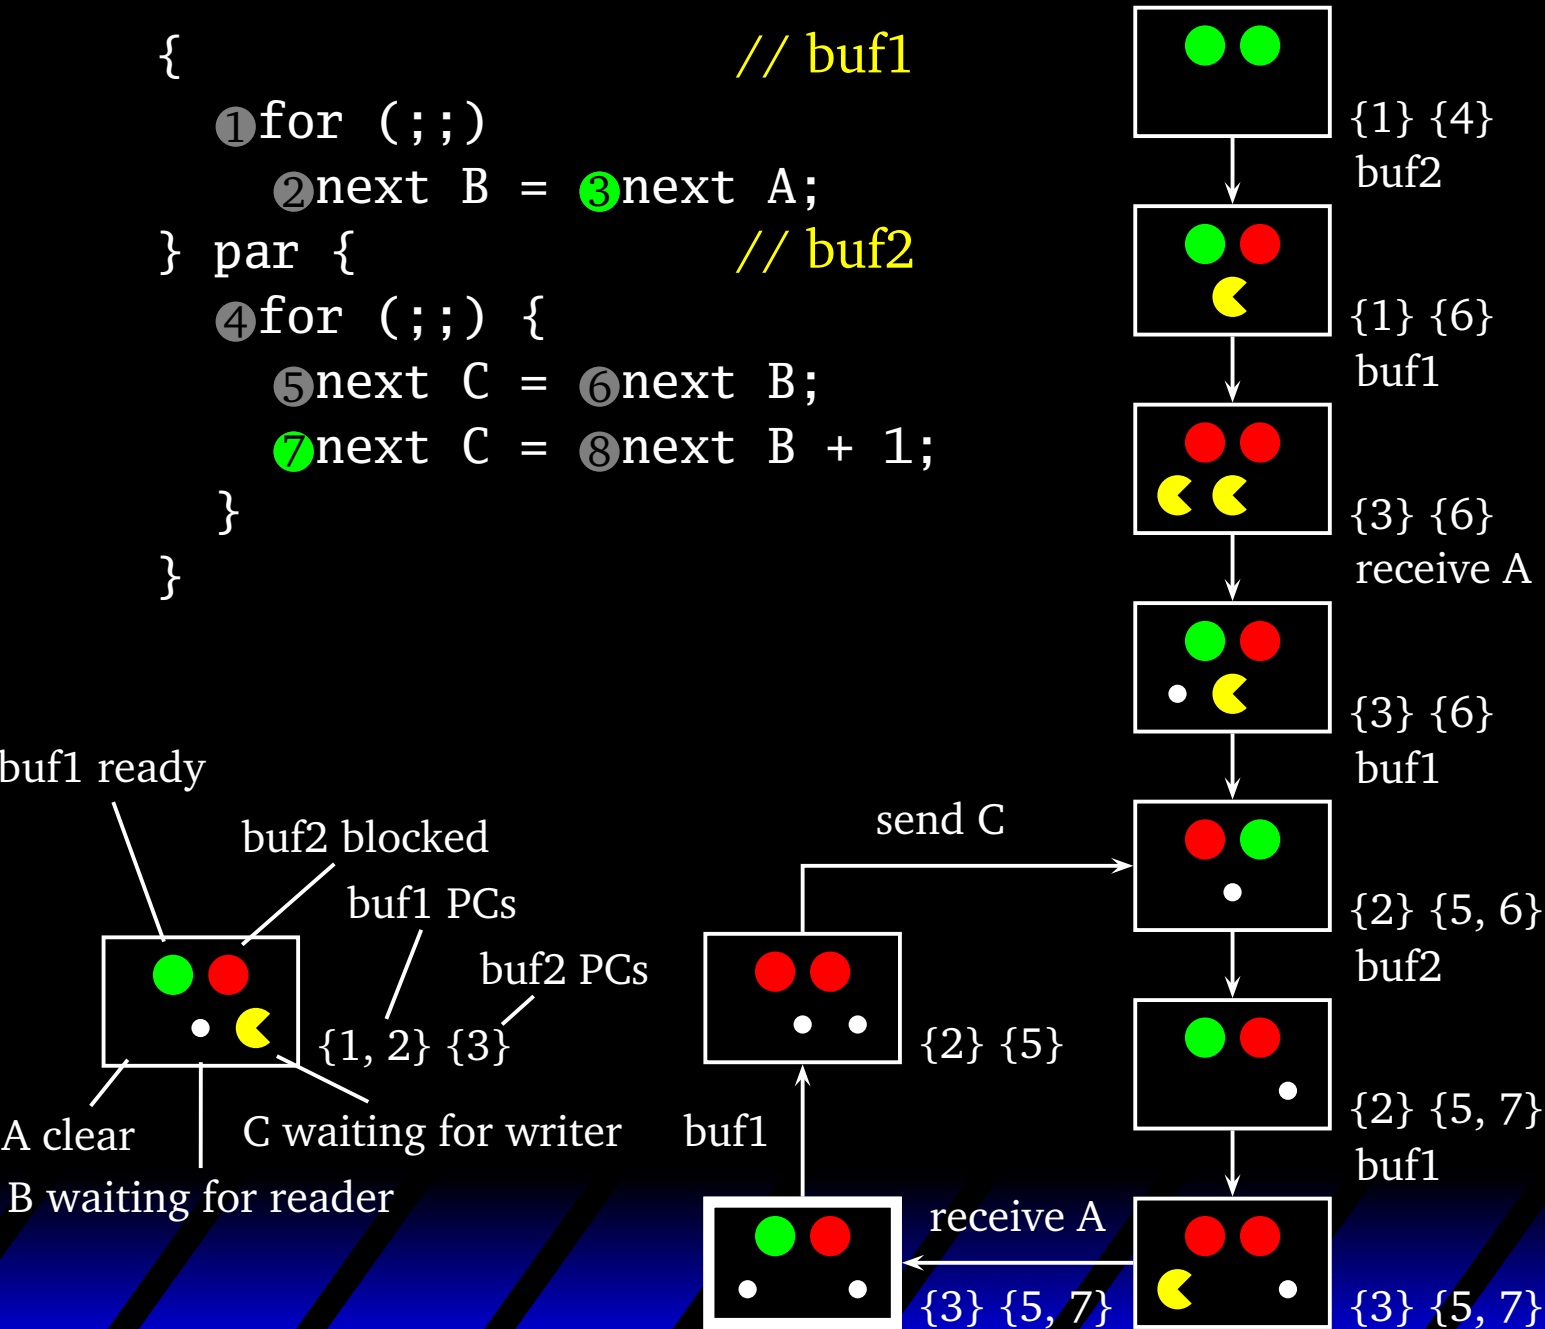 { // buf1
1for (;;)
2next B = 3next A;
} par { // buf2
4for (;;) {
5next C = 6next B;
7next C = 8next B + 1;
}
}
{1} {4}
buf2
{1} {6}
buf1
{3} {6}
receive A
{3} {6}
buf1
{2} {5, 6}
buf2
{2} {5, 7}
buf1
{3} {5, 7}
receive A
{3} {5, 7}
buf1
{2} {5}
send C
buf1 ready
buf2 blocked
buf1 PCs
buf2 PCs
{1, 2} {3}
A clear
C waiting for writer
B waiting for reader